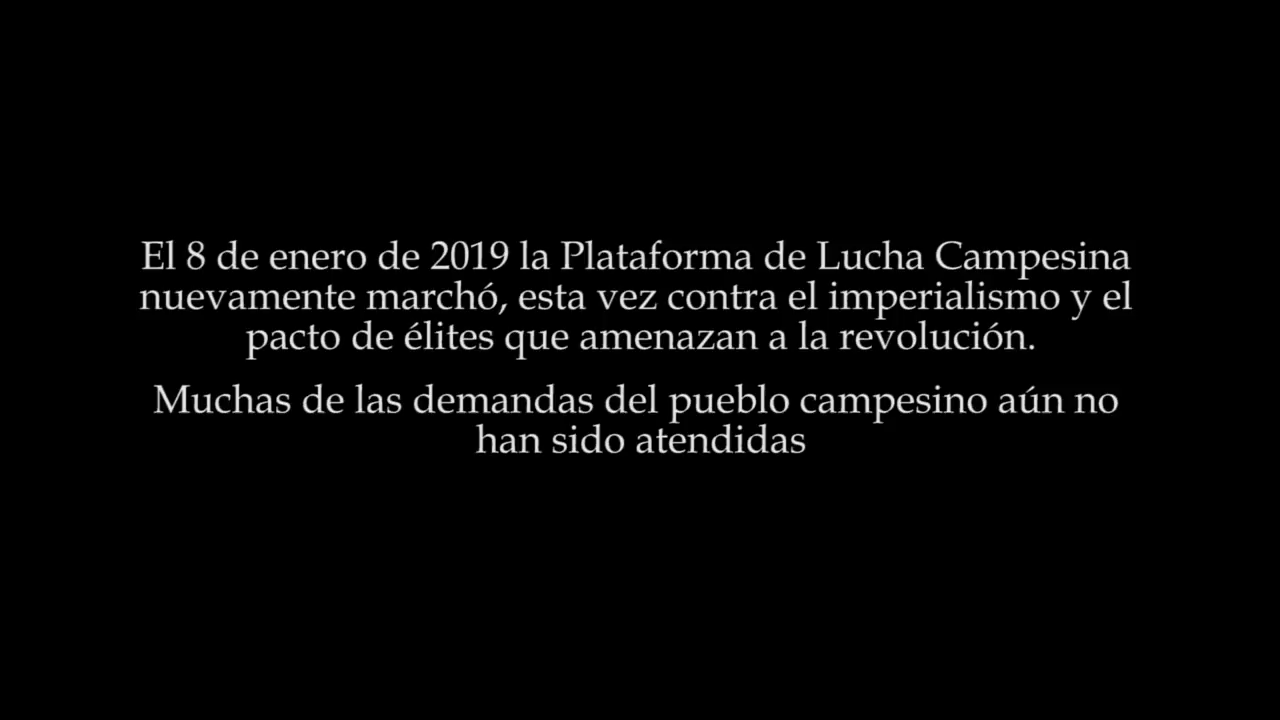 El 8 de enero de 2019 la Plataforma de Lucha Campesina
nuevamente marchó, esta vez contra el imperialismo y el
pacto de élites que amenazan a la revolución.
Muchas de las demandas del pueblo campesino aún no
han sido atendidas